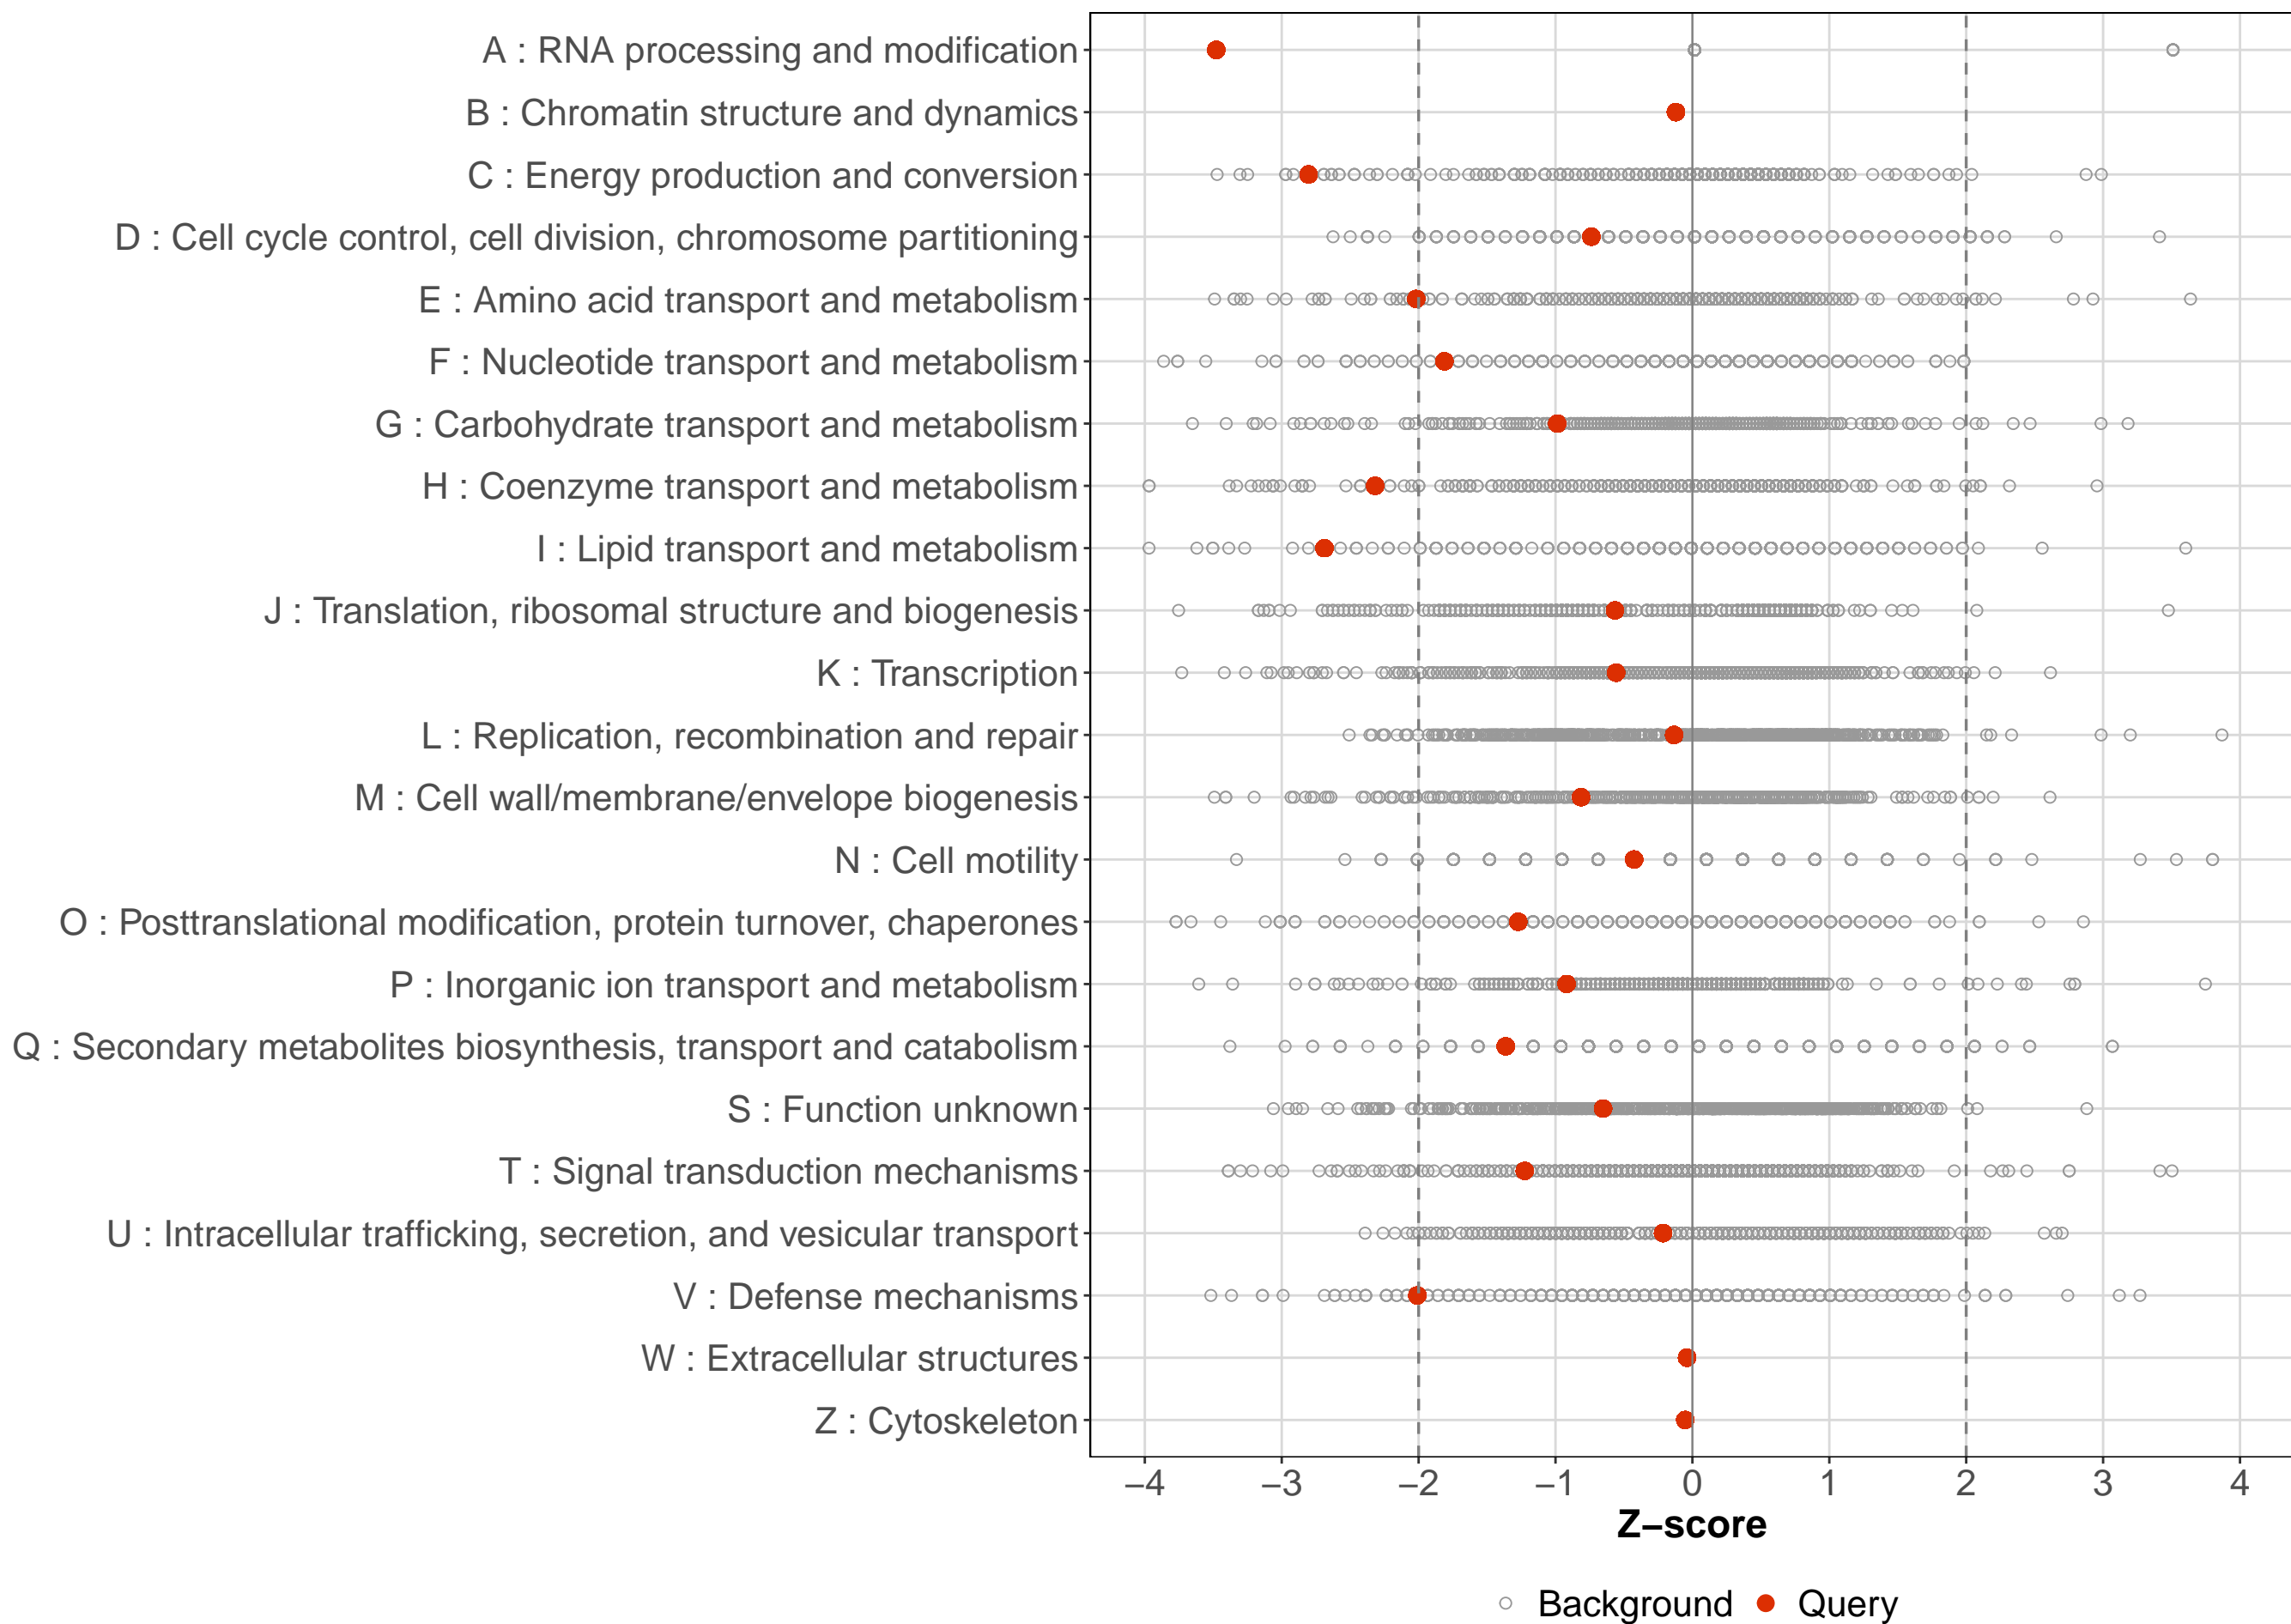 A : RNA processing and modification
B : Chromatin structure and dynamics
C : Energy production and conversion
D : Cell cycle control, cell division, chromosome partitioning
E : Amino acid transport and metabolism
F : Nucleotide transport and metabolism
G : Carbohydrate transport and metabolism
H : Coenzyme transport and metabolism
I : Lipid transport and metabolism
J : Translation, ribosomal structure and biogenesis
K : Transcription
L : Replication, recombination and repair
M : Cell wall/membrane/envelope biogenesis
N : Cell motility
O : Posttranslational modification, protein turnover, chaperones
P : Inorganic ion transport and metabolism
Q : Secondary metabolites biosynthesis, transport and catabolism
S : Function unknown
T : Signal transduction mechanisms
U : Intracellular trafficking, secretion, and vesicular transport
V : Defense mechanisms
W : Extracellular structures
Z : Cytoskeleton
−4 −3 −2 −1 0 1 2 3 4
Z−score
Background Query